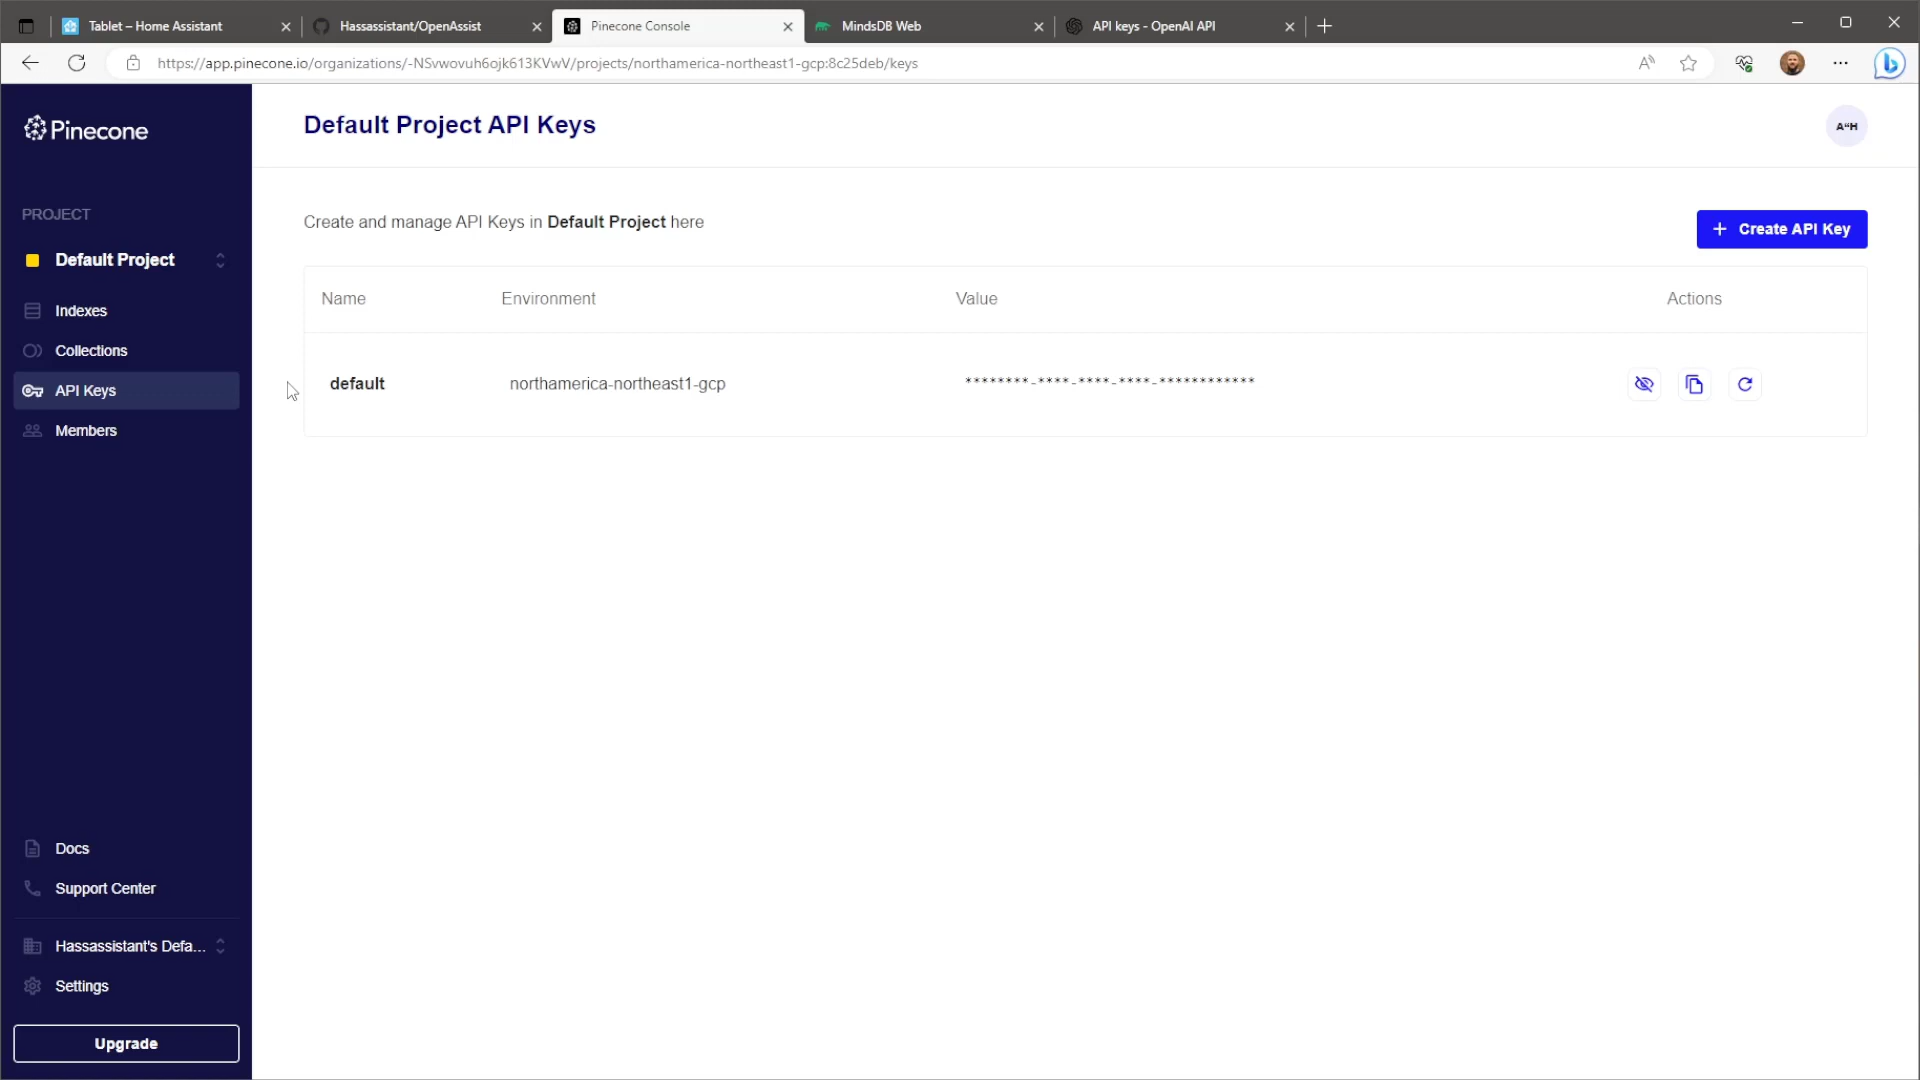 Tablet – Home Assistant
Hassassistant/OpenAssist
Pinecone Console
MindsDB Web
API keys - OpenAI API
https://app.pinecone.io/organizations/-NSvwovuh6ojk613KVwV/projects/northamerica-northeast1-gcp:8c25deb/keys
Pinecone
Default Project API Keys
A“H
PROJECT
Default Project
Indexes
Collections
API Keys
Members
Create and manage API Keys in Default Project here
+ Create API Key
Name Environment Value Actions
default northamerica-northeast1-gcp ********-****-****-****-************
Docs
Support Center
Hassassistant's Defa...
Settings
Upgrade